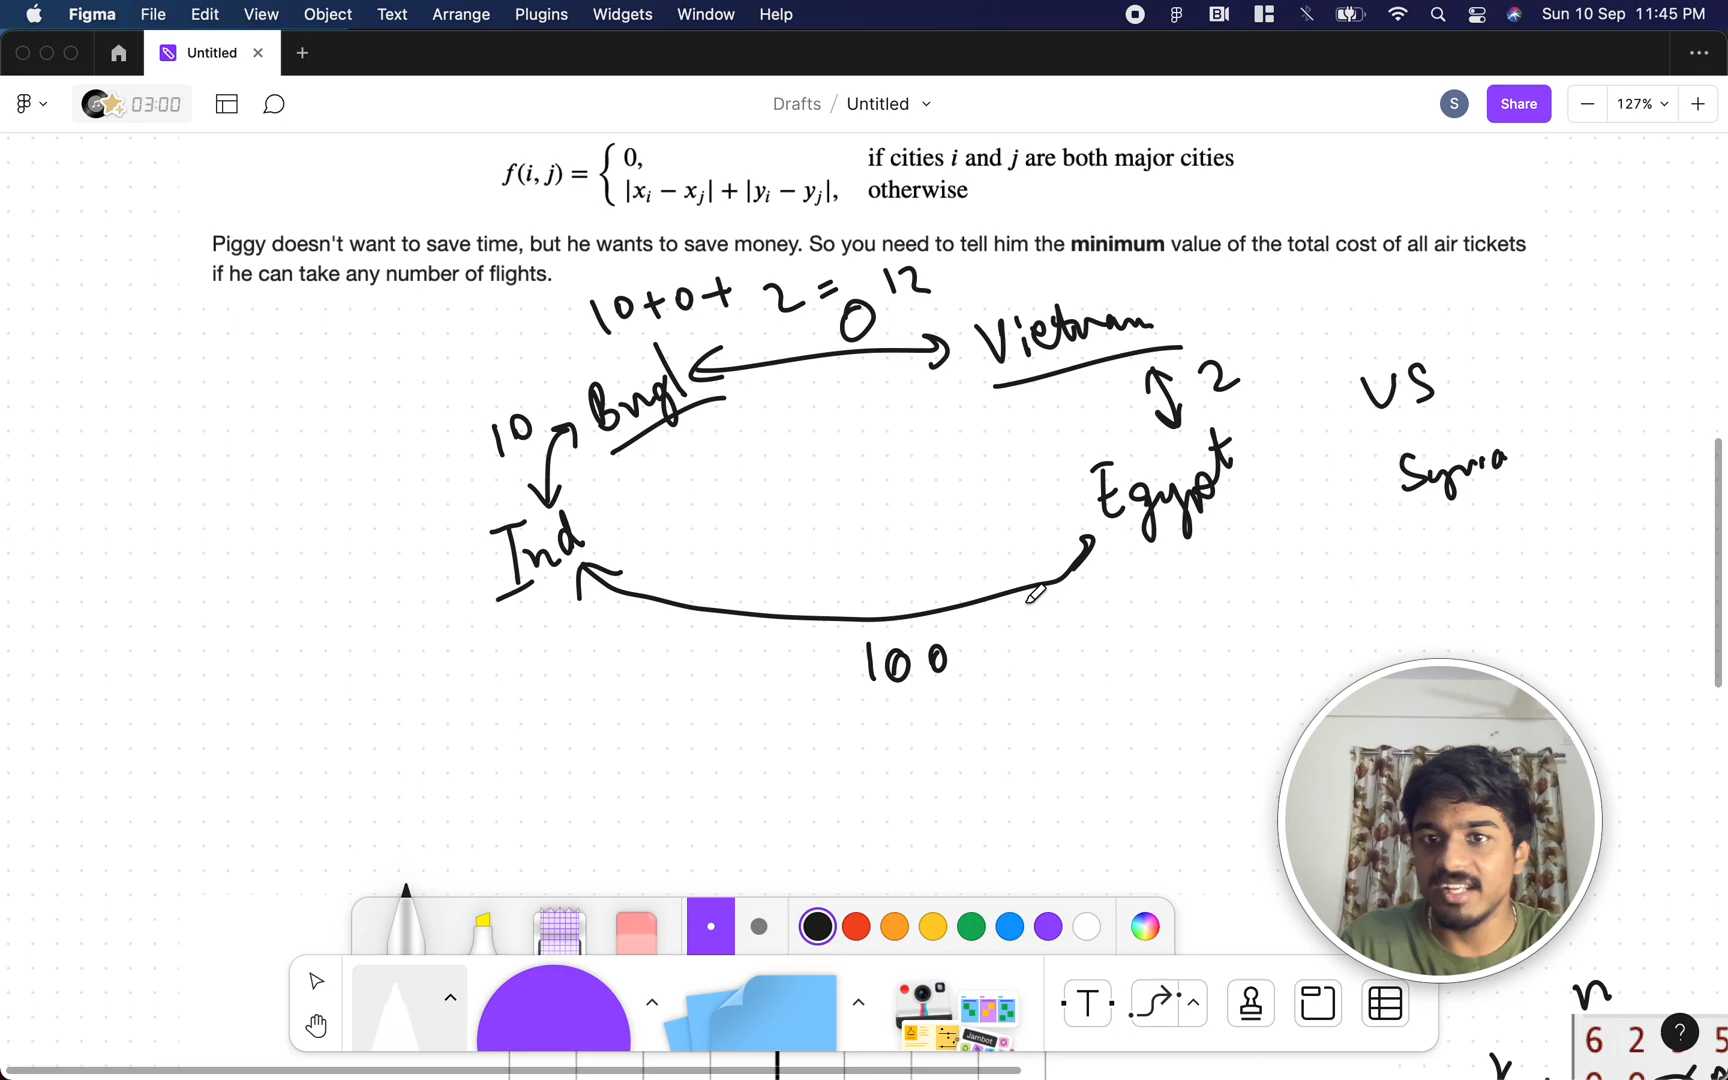 Figma File Edit View Object Text Arrange Plugins Widgets Window Help Sun 10 Sep 11:45 PM
Untitled
03:00 Drafts / Untitled S Share 127%
f(i, j) = { 0, if cities i and j are both major cities
|xᵢ − xⱼ| + |yᵢ − yⱼ|, otherwise
Piggy doesn't want to save time, but he wants to save money. So you need to tell him the minimum value of the total cost of all air tickets
if he can take any number of flights.
10+0+ 2 = 12
0
Vietnam
Bngl
2
US
10
Egypt
Syria
Ind
100
T
Jambot
n
6 2 5
?